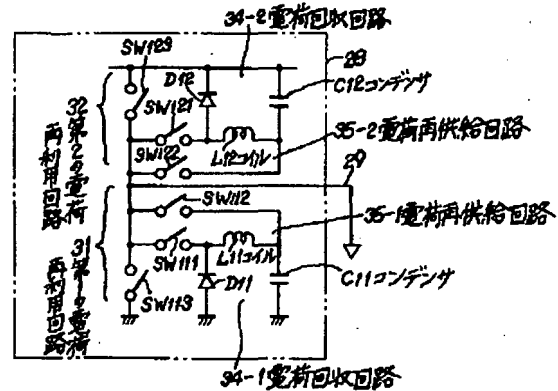 34-2電荷回収回路
SW123
28
D12
C12コンデンサ
SW121
35-2電荷再供給回路
32第2の電荷再利用回路
SW122
L12コイル
29
SW112
35-1電荷再供給回路
31第1の電荷再利用回路
SW111
L11コイル
D11
C11コンデンサ
SW113
34-1電荷回収回路